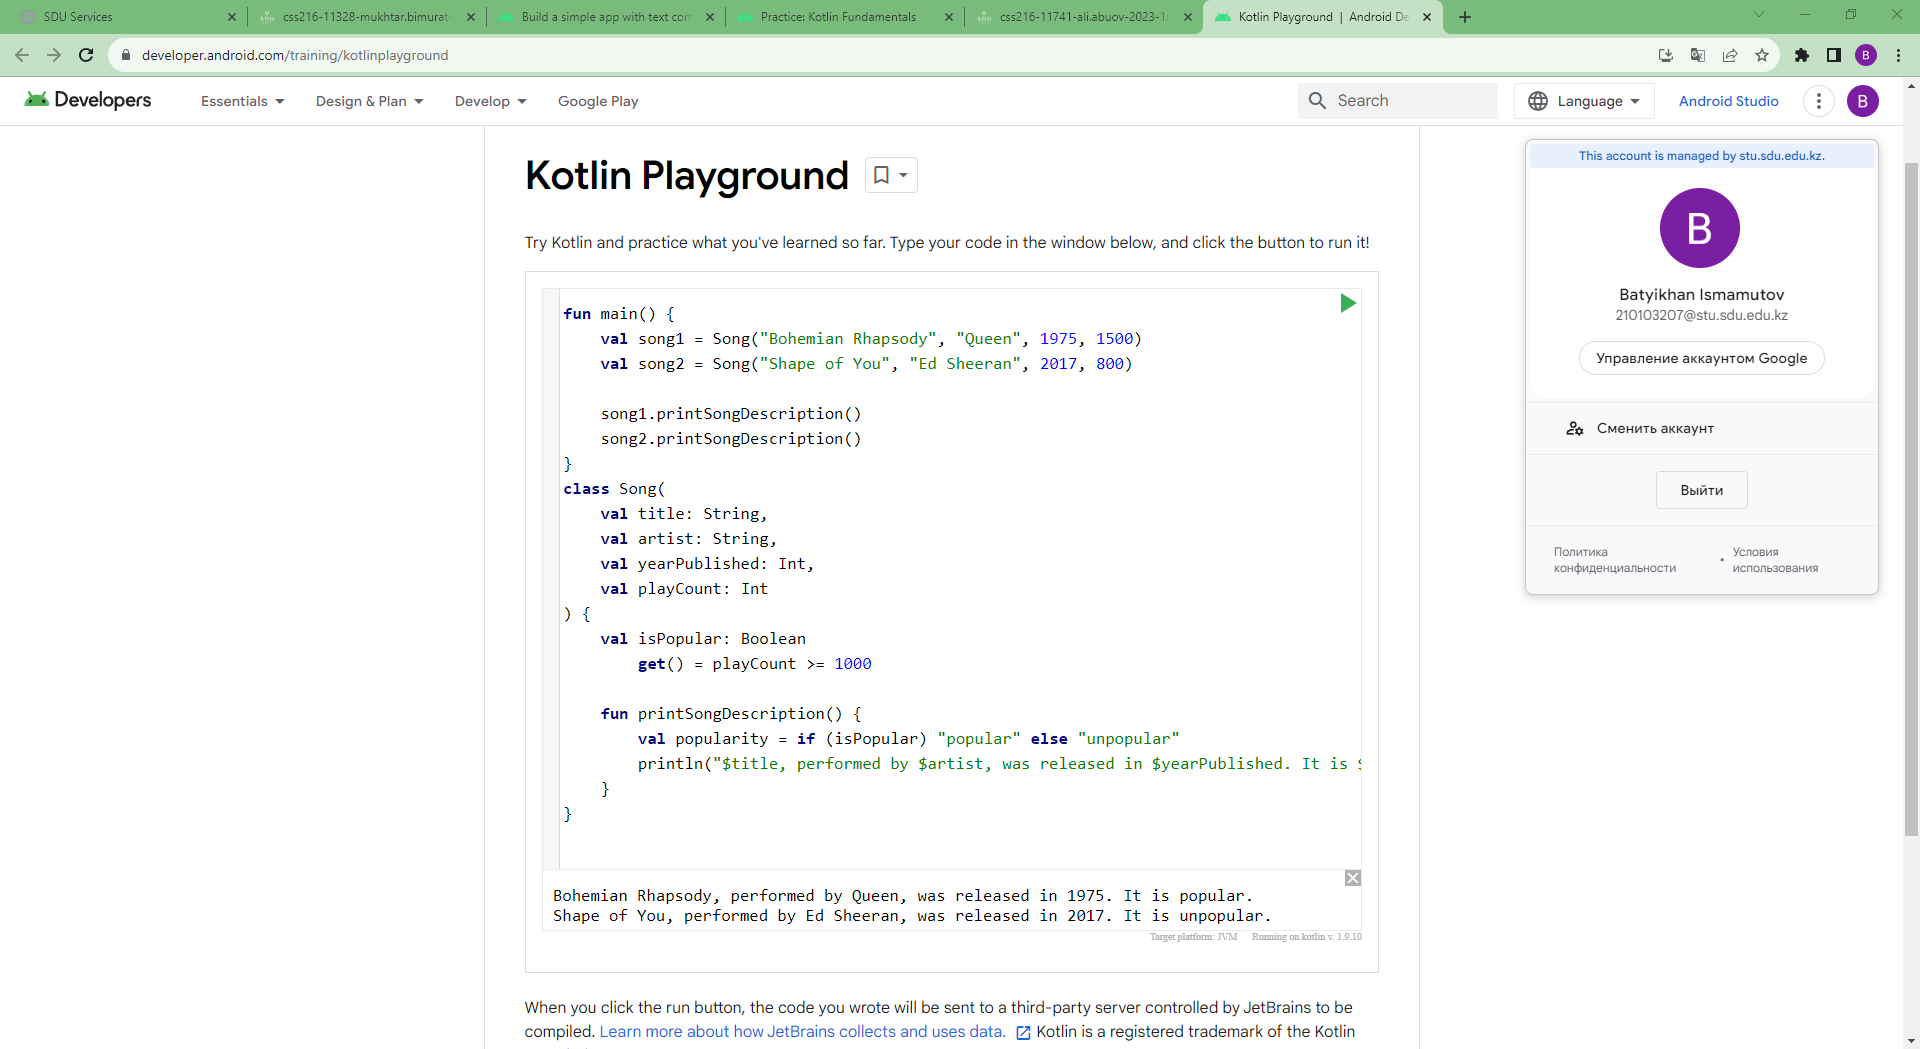 SDU Services
css216-11328-mukhtar.bimurat-
Build a simple app with text com
Practice: Kotlin Fundamentals
css216-11741-ali.abuov-2023-1
Kotlin Playground | Android De
developer.android.com/training/kotlinplayground
B
Developers
Essentials
Design & Plan
Develop
Google Play
Search
Language
Android Studio
B
Kotlin Playground
Try Kotlin and practice what you've learned so far. Type your code in the window below, and click the button to run it!
fun main() {
val song1 = Song("Bohemian Rhapsody", "Queen", 1975, 1500)
val song2 = Song("Shape of You", "Ed Sheeran", 2017, 800)
song1.printSongDescription()
song2.printSongDescription()
}
class Song(
val title: String,
val artist: String,
val yearPublished: Int,
val playCount: Int
) {
val isPopular: Boolean
get() = playCount >= 1000
fun printSongDescription() {
val popularity = if (isPopular) "popular" else "unpopular"
println("$title, performed by $artist, was released in $yearPublished. It is $
}
}
Bohemian Rhapsody, performed by Queen, was released in 1975. It is popular.
Shape of You, performed by Ed Sheeran, was released in 2017. It is unpopular.
Target platform: JVM Running on kotlin v. 1.9.10
When you click the run button, the code you wrote will be sent to a third-party server controlled by JetBrains to be
compiled. Learn more about how JetBrains collects and uses data. Kotlin is a registered trademark of the Kotlin
This account is managed by stu.sdu.edu.kz.
B
Batyikhan Ismamutov
210103207@stu.sdu.edu.kz
Управление аккаунтом Google
Сменить аккаунт
Выйти
Политика
конфиденциальности
•
Условия
использования